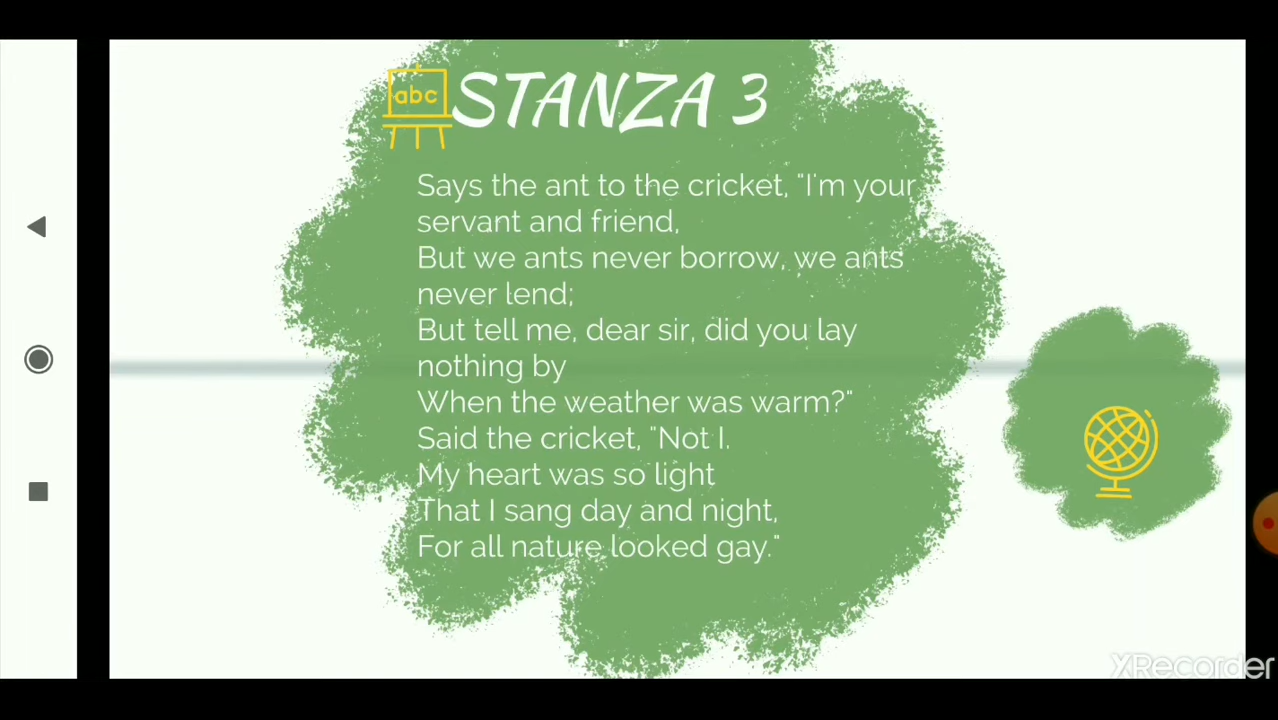 abc
STANZA 3
Says the ant to the cricket, "I'm your
servant and friend,
But we ants never borrow, we ants
never lend;
But tell me, dear sir, did you lay
nothing by
When the weather was warm?"
Said the cricket, "Not I.
My heart was so light
That I sang day and night,
For all nature looked gay."
XRecorder